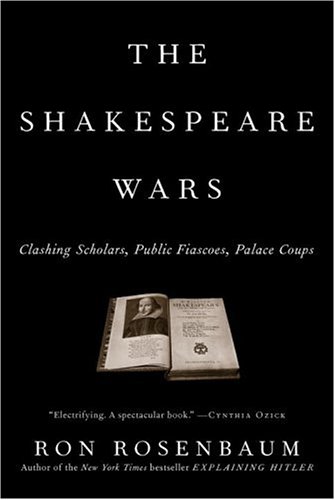 THE
SHAKESPEARE
WARS
Clashing Scholars, Public Fiascoes, Palace Coups
"Electrifying. A spectacular book." —CYNTHIA OZICK
RON ROSENBAUM
Author of the New York Times bestseller EXPLAINING HITLER